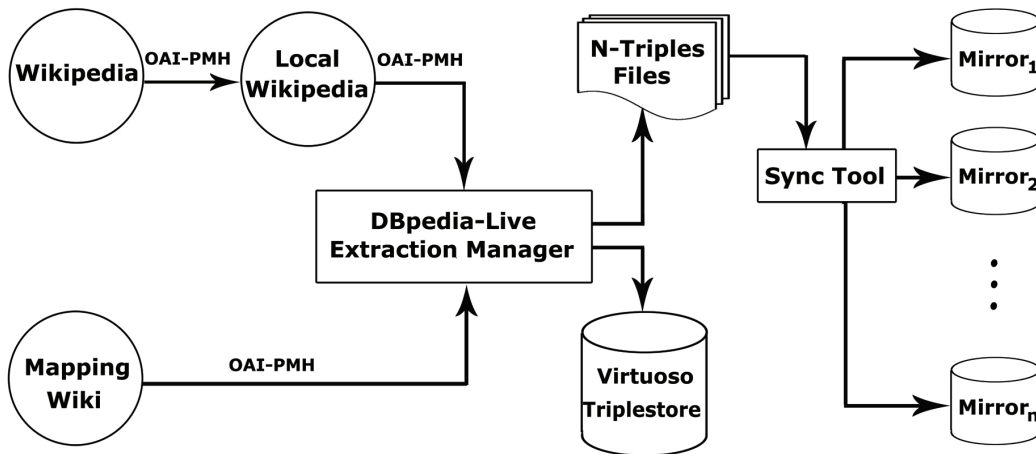 Wikipedia
OAI-PMH
Local
Wikipedia
OAI-PMH
N-Triples
Files
Mirror1
Sync Tool
Mirror2
DBpedia-Live
Extraction Manager
Mapping
Wiki
OAI-PMH
Virtuoso
Triplestore
Mirrorn